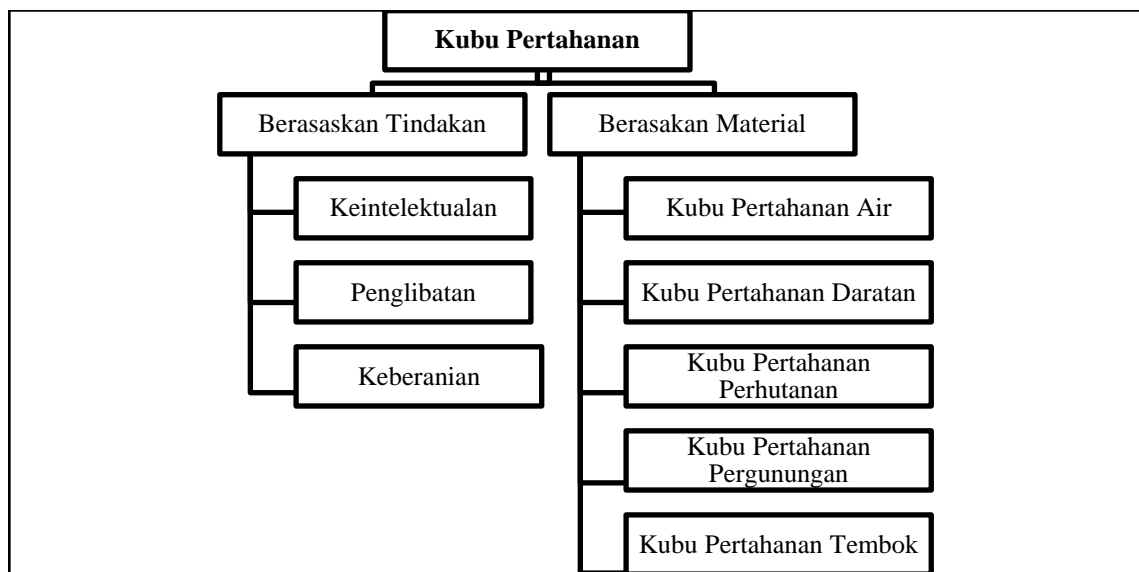 Kubu Pertahanan
Berasaskan Tindakan
Keintelektualan
Penglibatan
Keberanian
Berasakan Material
Kubu Pertahanan Air
Kubu Pertahanan Daratan
Kubu Pertahanan
Perhutanan
Kubu Pertahanan
Pergunungan
Kubu Pertahanan Tembok